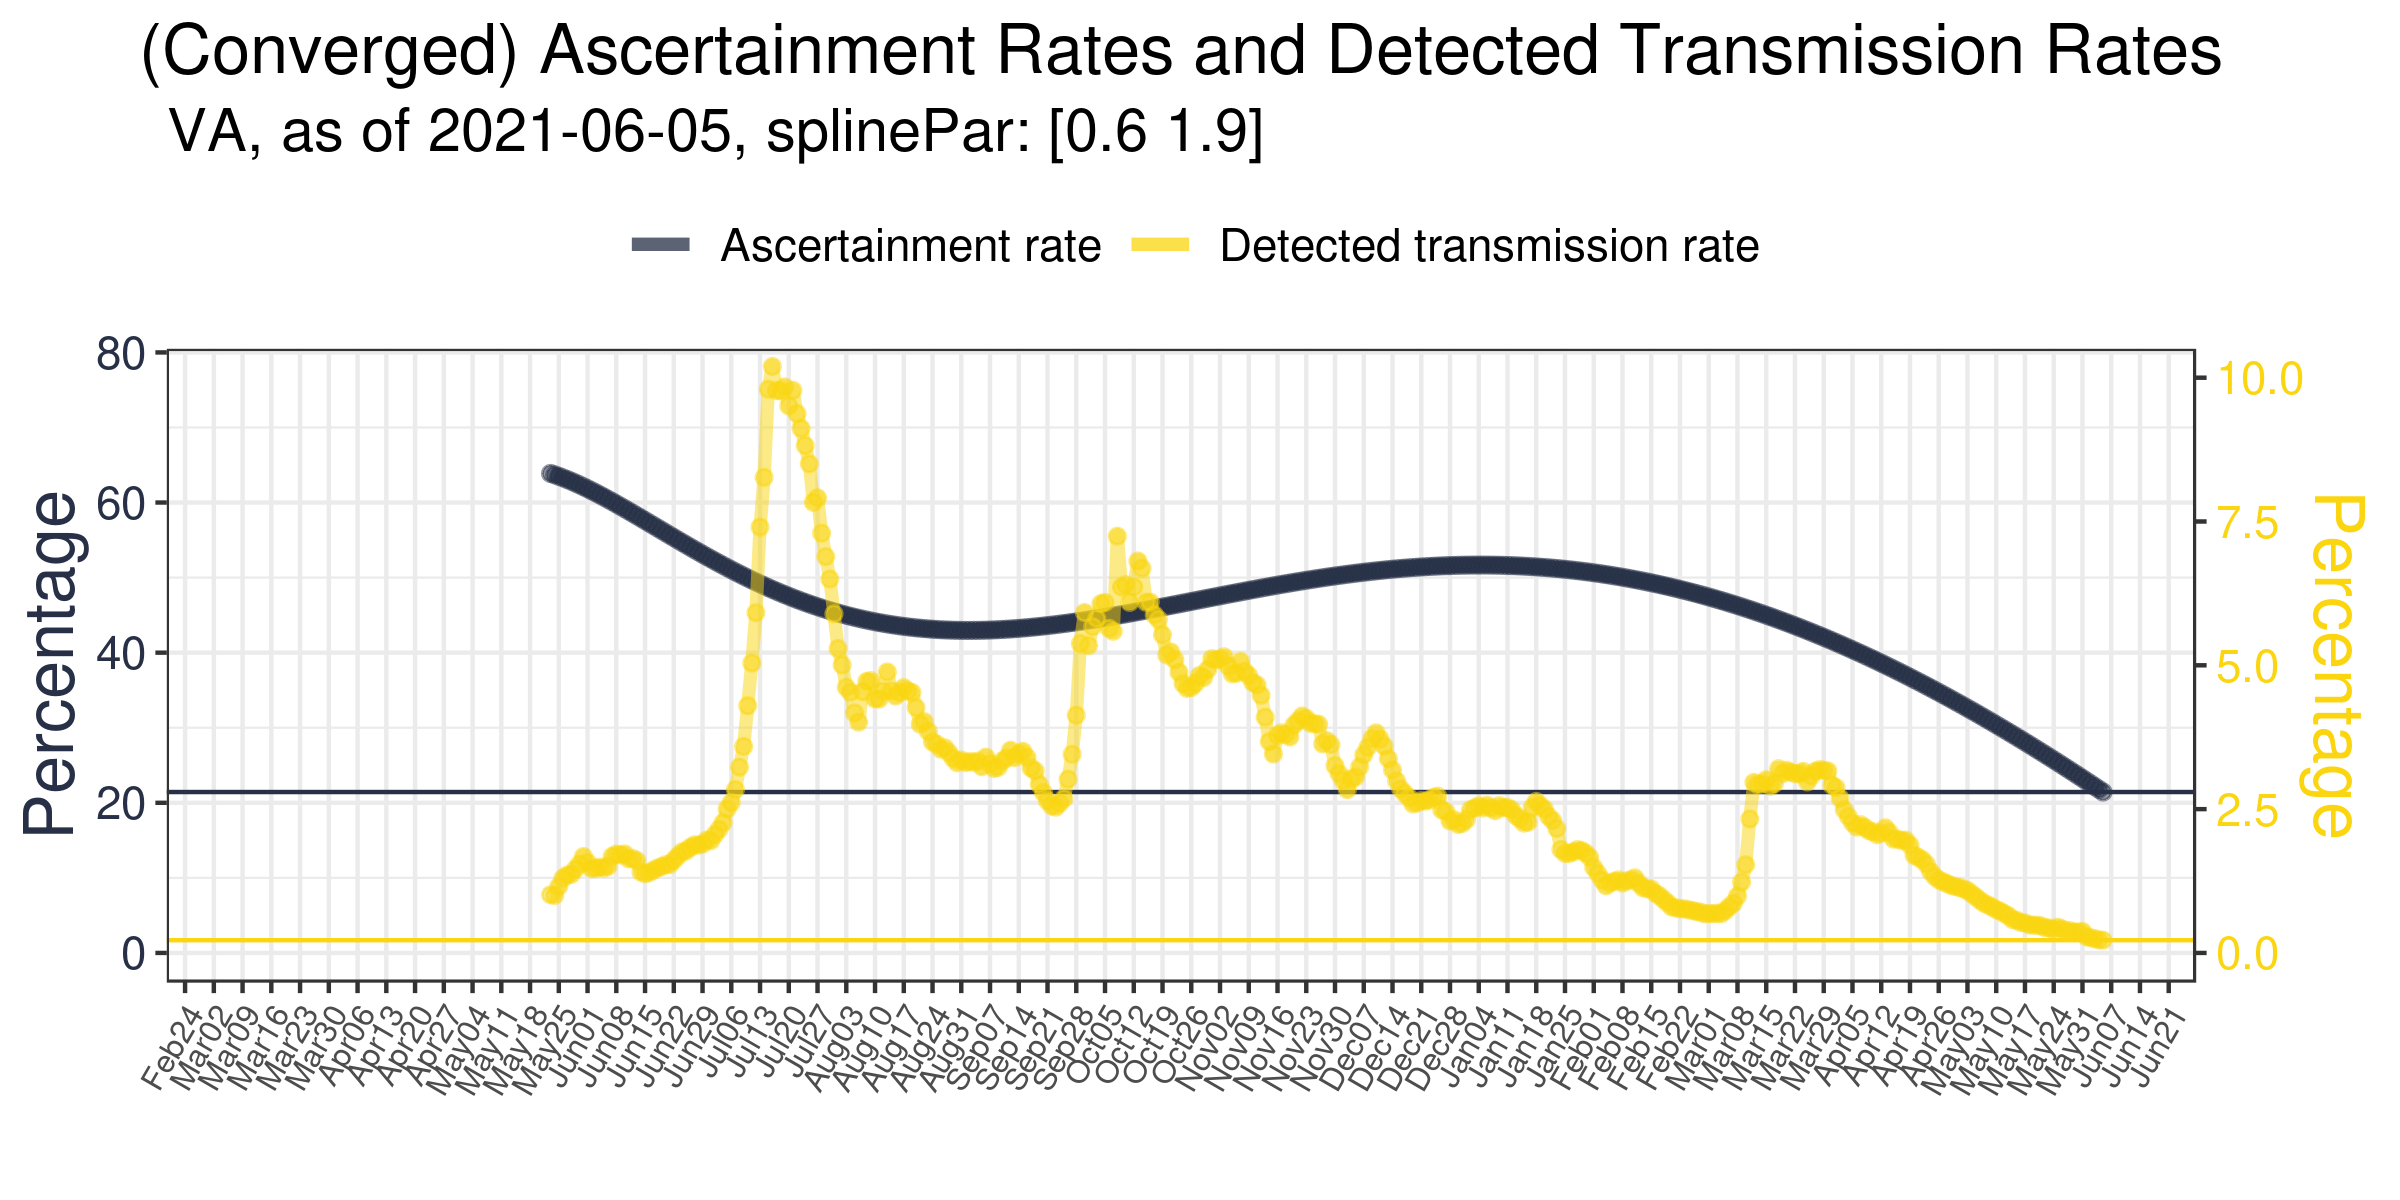 (Converged) Ascertainment Rates and Detected Transmission Rates
VA, as of 2021-06-05, splinePar: [0.6 1.9]
Ascertainment rate
Detected transmission rate
Percentage
80
60
40
20
0
10.0
7.5
5.0
2.5
0.0
Percentage
Feb24
Mar02
Mar09
Mar16
Mar23
Mar30
Apr06
Apr13
Apr20
Apr27
May04
May11
May18
May25
Jun01
Jun08
Jun15
Jun22
Jun29
Jul06
Jul13
Jul20
Jul27
Aug03
Aug10
Aug17
Aug24
Aug31
Sep07
Sep14
Sep21
Sep28
Oct05
Oct12
Oct19
Oct26
Nov02
Nov09
Nov16
Nov23
Nov30
Dec07
Dec14
Dec21
Dec28
Jan04
Jan11
Jan18
Jan25
Feb01
Feb08
Feb15
Feb22
Mar01
Mar08
Mar15
Mar22
Mar29
Apr05
Apr12
Apr19
Apr26
May03
May10
May17
May24
May31
Jun07
Jun14
Jun21